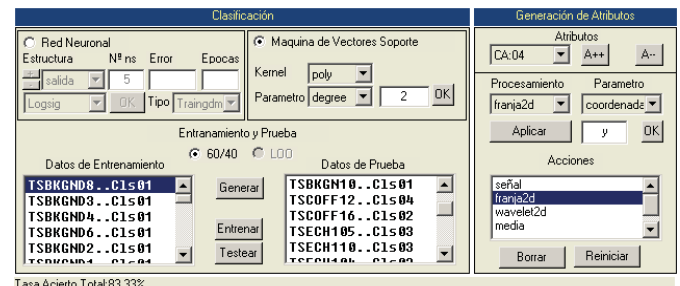 Clasificación
Red Neuronal
Estructura Nº ns Error Epocas
salida 5
Logsig OK Tipo Traingdm
Maquina de Vectores Soporte
Kernel poly
Parametro degree 2 OK
Entranamiento y Prueba
60/40 LOO
Datos de Entrenamiento
TSBKGND8..Cls01
TSBKGND3..Cls01
TSBKGND4..Cls01
TSBKGND6..Cls01
TSBKGND2..Cls01
TSBKGND1..Cls01
Generar
Entrenar
Testear
Datos de Prueba
TSBKGN10..Cls01
TSCOFF12..Cls04
TSCOFF16..Cls02
TSECH105..Cls03
TSECH110..Cls03
Tasa Acierto Total:83.33%
Generación de Atributos
Atributos
CA:04 A++ A--
Procesamiento Parametro
franja2d coordenada
Aplicar y OK
Acciones
señal
franja2d
wavelet2d
media
Borrar Reiniciar